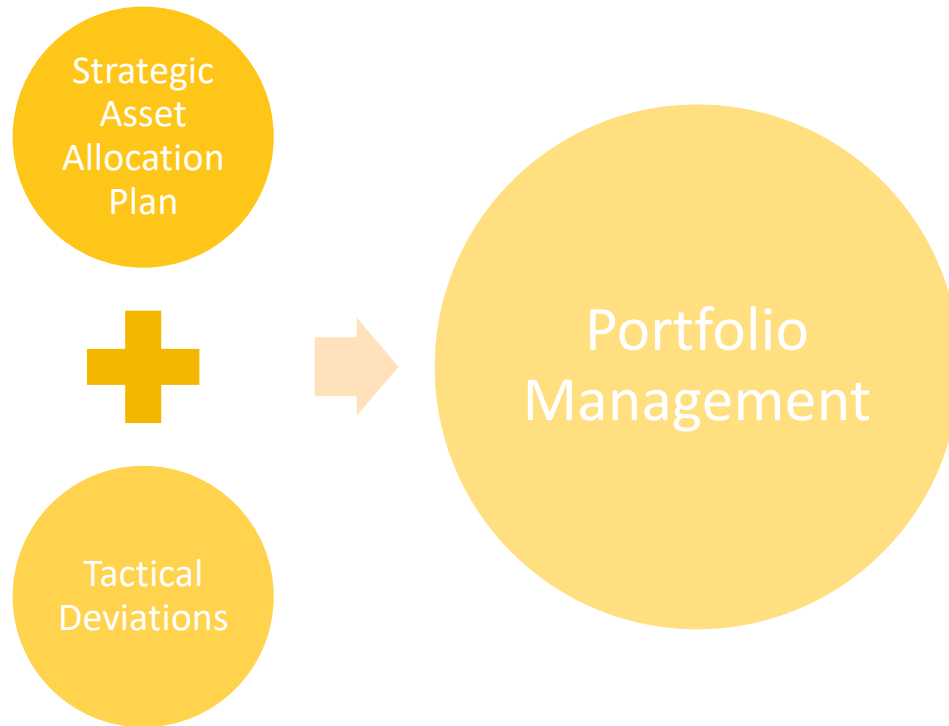 Strategic
Asset
Allocation
Plan
Tactical
Deviations
Portfolio
Management